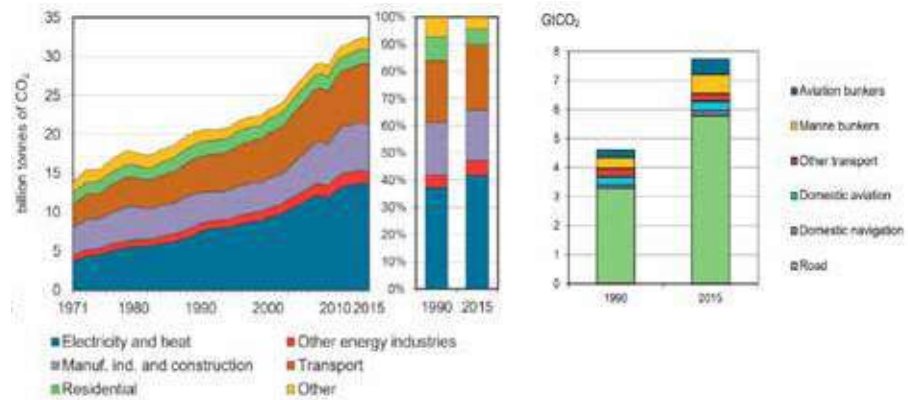 billion tonnes of CO₂
35
30
25
20
15
10
5
0
1971 1980 1990 2000 2010 2015
100%
90%
80%
70%
60%
50%
40%
30%
20%
10%
0%
1990 2015
Electricity and heat
Other energy industries
Manuf. ind. and construction
Transport
Residential
Other
GtCO₂
8
7
6
5
4
3
2
1
0
1990 2015
Aviation bunkers
Marine bunkers
Other transport
Domestic aviation
Domestic navigation
Road